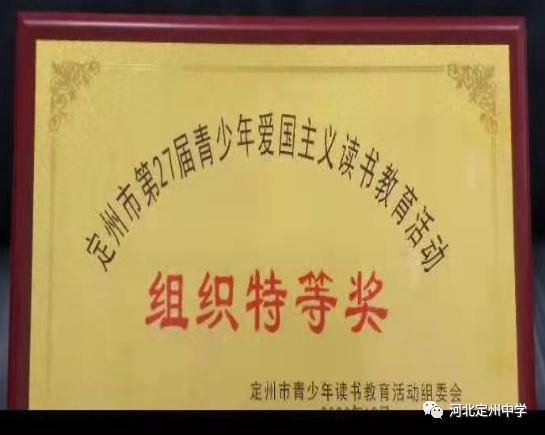 定州市第27届青少年爱国主义读书教育活动
组织特等奖
定州市青少年读书教育活动组委会
河北定州中学